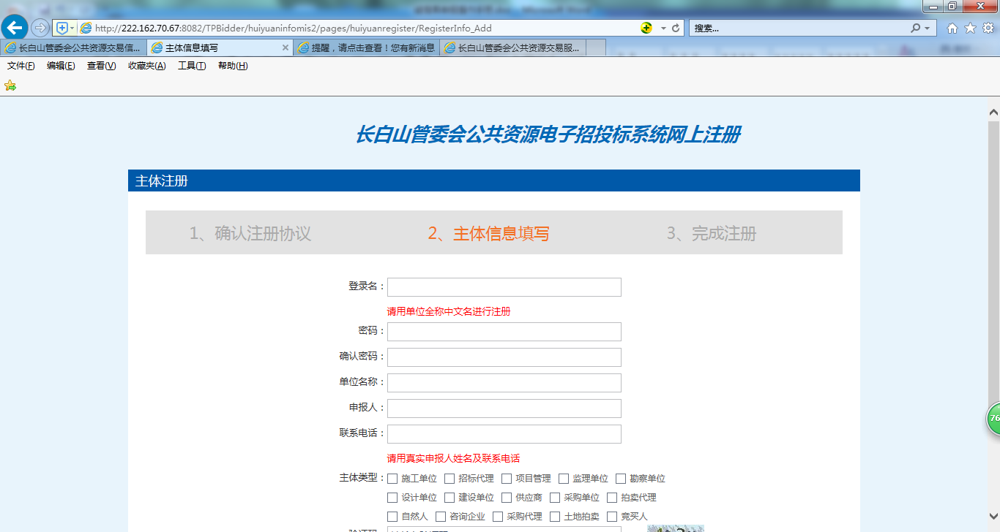 http://222.162.70.67:8082/TPBidder/huiyuaninfomis2/pages/huiyuanregister/RegisterInfo_Add 搜索...
长白山管委会公共资源交易信... 主体信息填写 提醒，请点击查看！您有新消息 长白山管委会公共资源交易服...
文件(F) 编辑(E) 查看(V) 收藏夹(A) 工具(T) 帮助(H)
长白山管委会公共资源电子招投标系统网上注册
主体注册
1、确认注册协议 2、主体信息填写 3、完成注册
登录名：
请用单位全称中文名进行注册
密码：
确认密码：
单位名称：
申报人：
联系电话：
请用真实申报人姓名及联系电话
主体类型： 施工单位 招标代理 项目管理 监理单位 勘察单位
设计单位 建设单位 供应商 采购单位 拍卖代理
自然人 咨询企业 采购代理 土地拍卖 竞买人
76